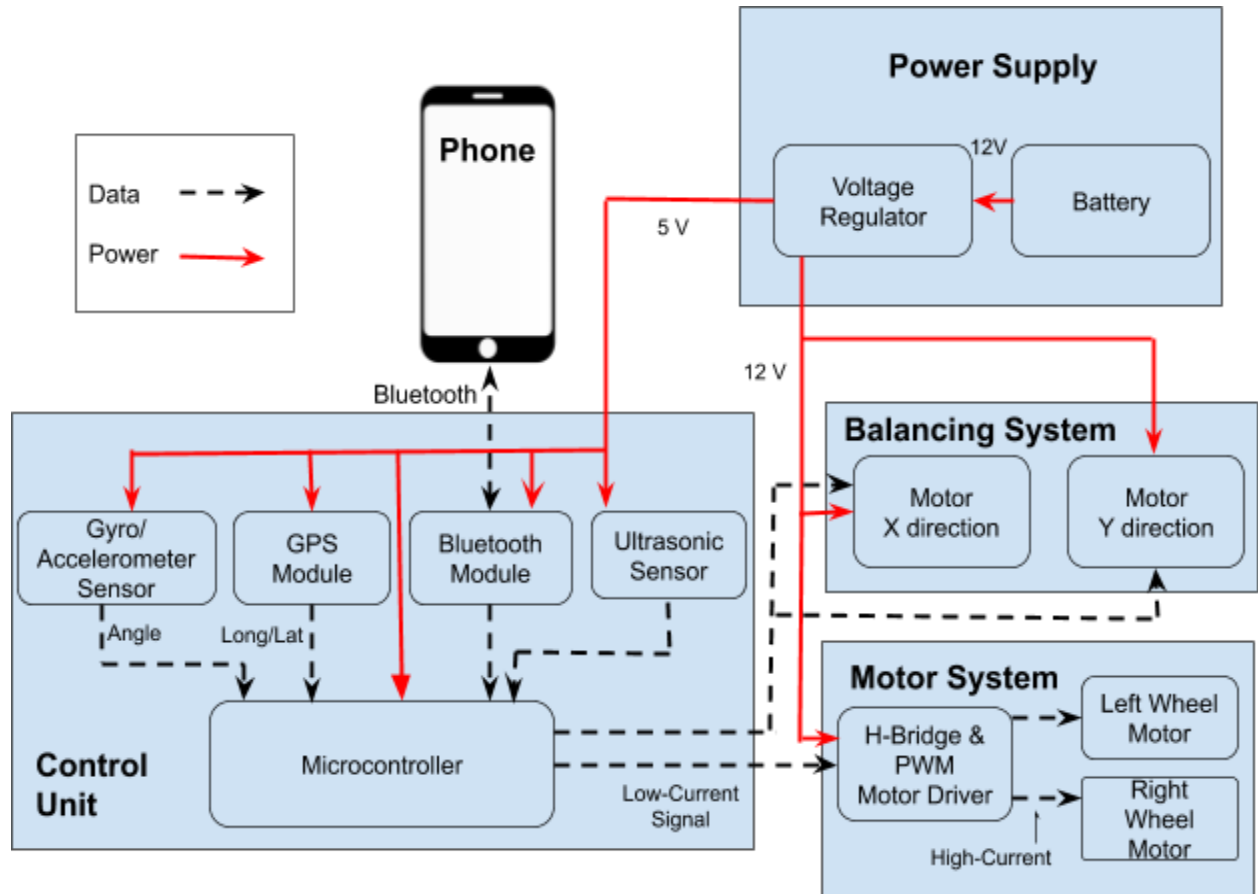 Power Supply
Phone
12V
Data
Voltage
Regulator
Battery
Power
5 V
12 V
Bluetooth
Balancing System
Motor
X direction
Motor
Y direction
Gyro/
Accelerometer
Sensor
GPS
Module
Bluetooth
Module
Ultrasonic
Sensor
Angle
Long/Lat
Motor System
Left Wheel
Motor
H-Bridge &
PWM
Motor Driver
Control
Unit
Microcontroller
Low-Current
Signal
Right
Wheel
Motor
High-Current